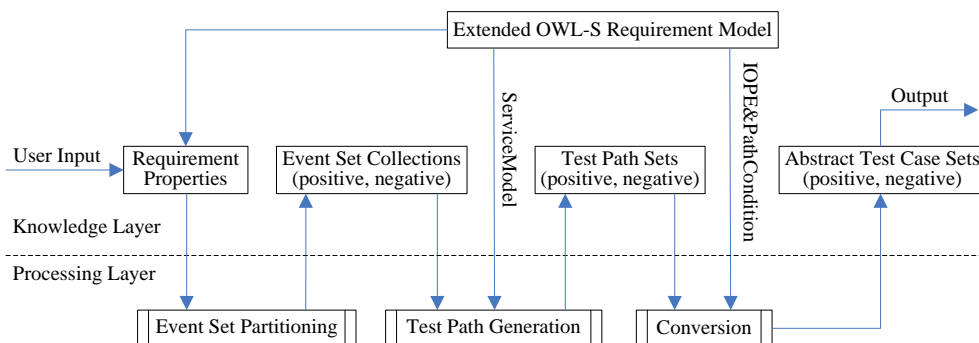 Extended OWL-S Requirement Model
IOPE&PathCondition
ServiceModel
Output
User Input
Requirement
Properties
Event Set Collections
(positive, negative)
Test Path Sets
(positive, negative)
Abstract Test Case Sets
(positive, negative)
Knowledge Layer
Processing Layer
Event Set Partitioning
Test Path Generation
Conversion